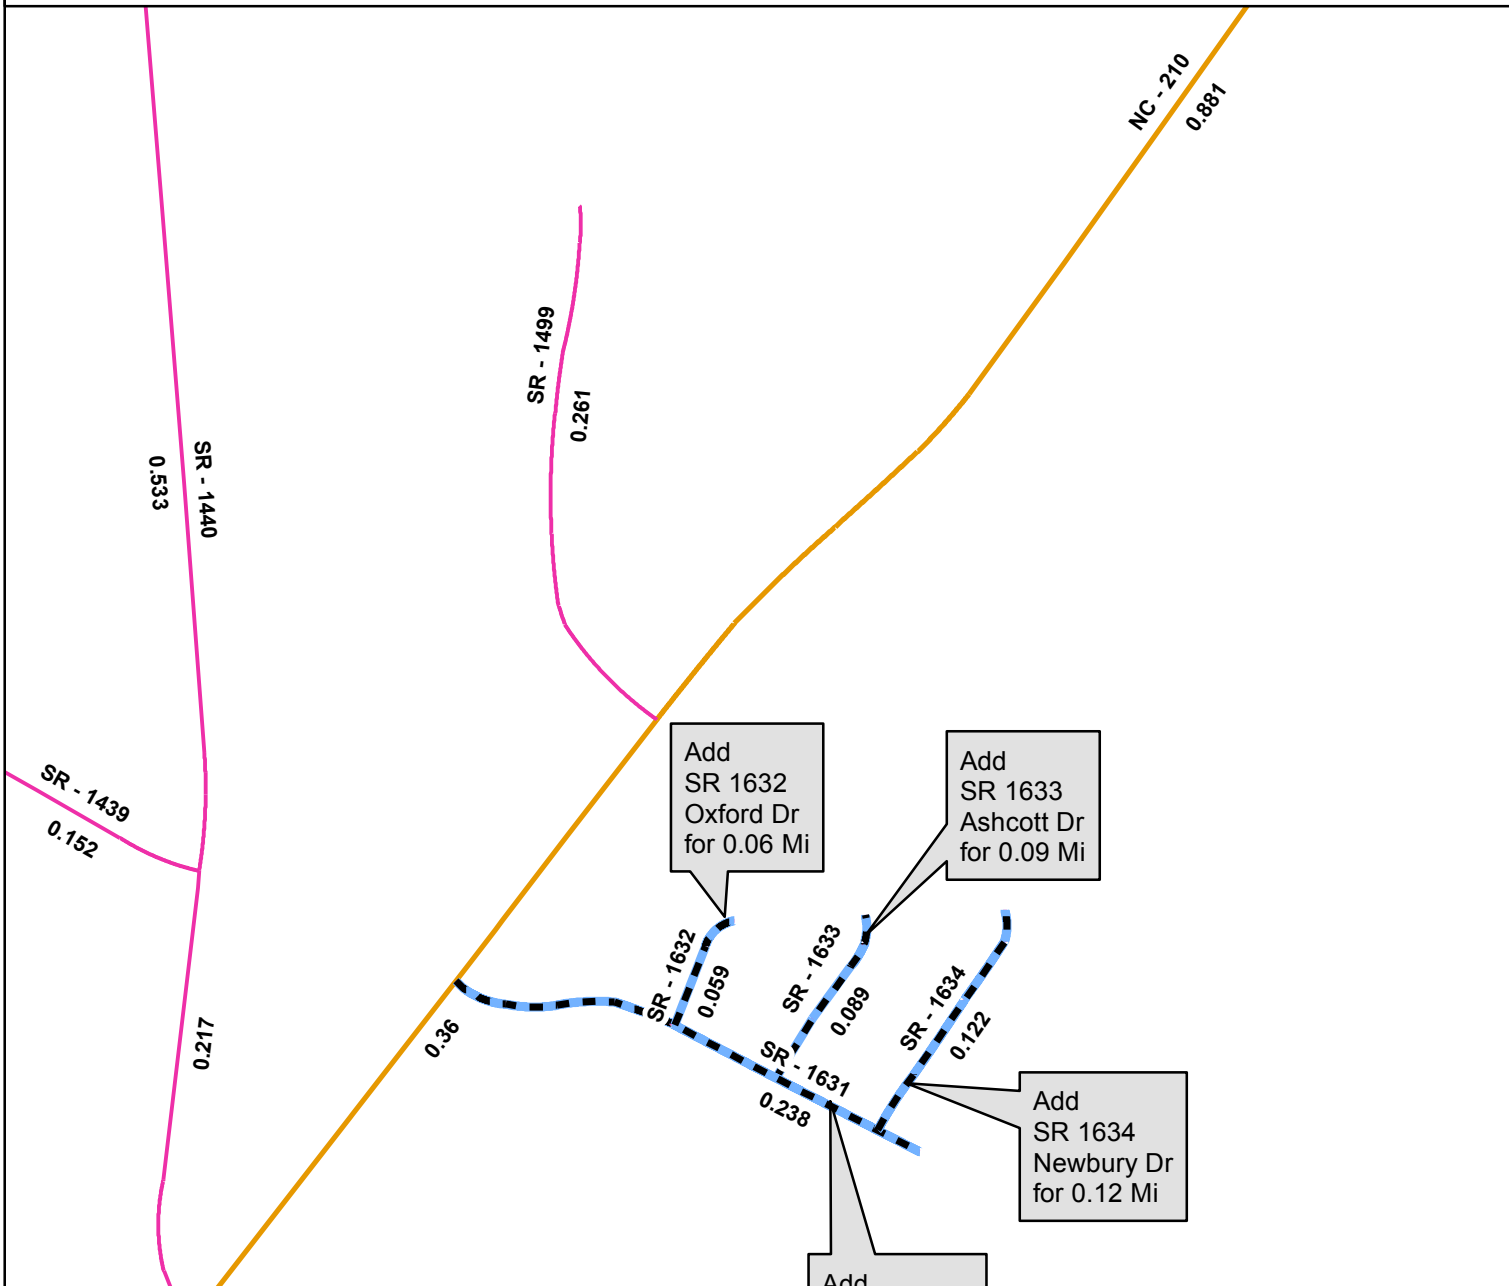 NC - 210
0.881
SR - 1499
0.261
SR - 1440
0.533
SR - 1439
0.152
Add
SR 1632
Oxford Dr
for 0.06 Mi
Add
SR 1633
Ashcott Dr
for 0.09 Mi
SR - 1632
0.059
SR - 1633
0.089
SR - 1634
0.122
0.217
0.36
SR - 1631
0.238
Add
SR 1634
Newbury Dr
for 0.12 Mi
Add